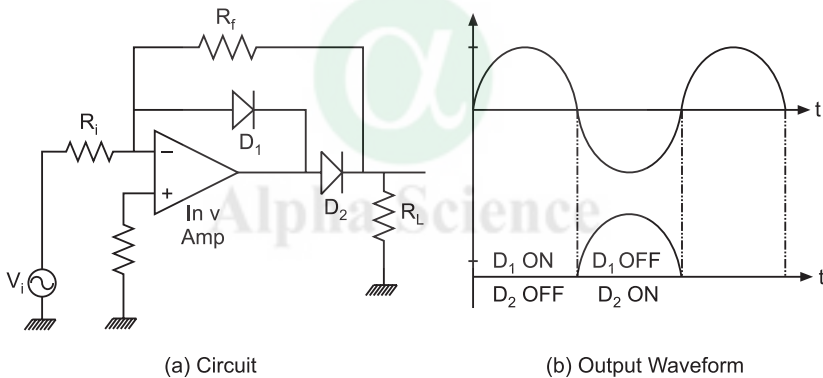 R_f
D_1
R_i
−
+
In v
Amp
D_2
R_L
V_i
(a) Circuit
t
D_1 ON D_1 OFF
D_2 OFF D_2 ON
t
(b) Output Waveform
α
Alpha Science